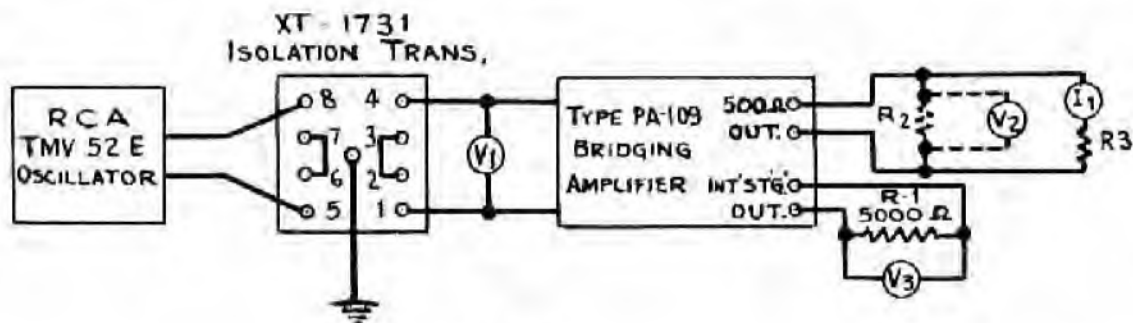 XT-1731
ISOLATION TRANS.
RCA
TMV 52 E
OSCILLATOR
8 4
7 3
6 2
5 1
V1
TYPE PA-109
BRIDGING
AMPLIFIER
500Ω
OUT.
INT'STG.
OUT.
R2
V2
I1
R3
R-1
5000 Ω
V3